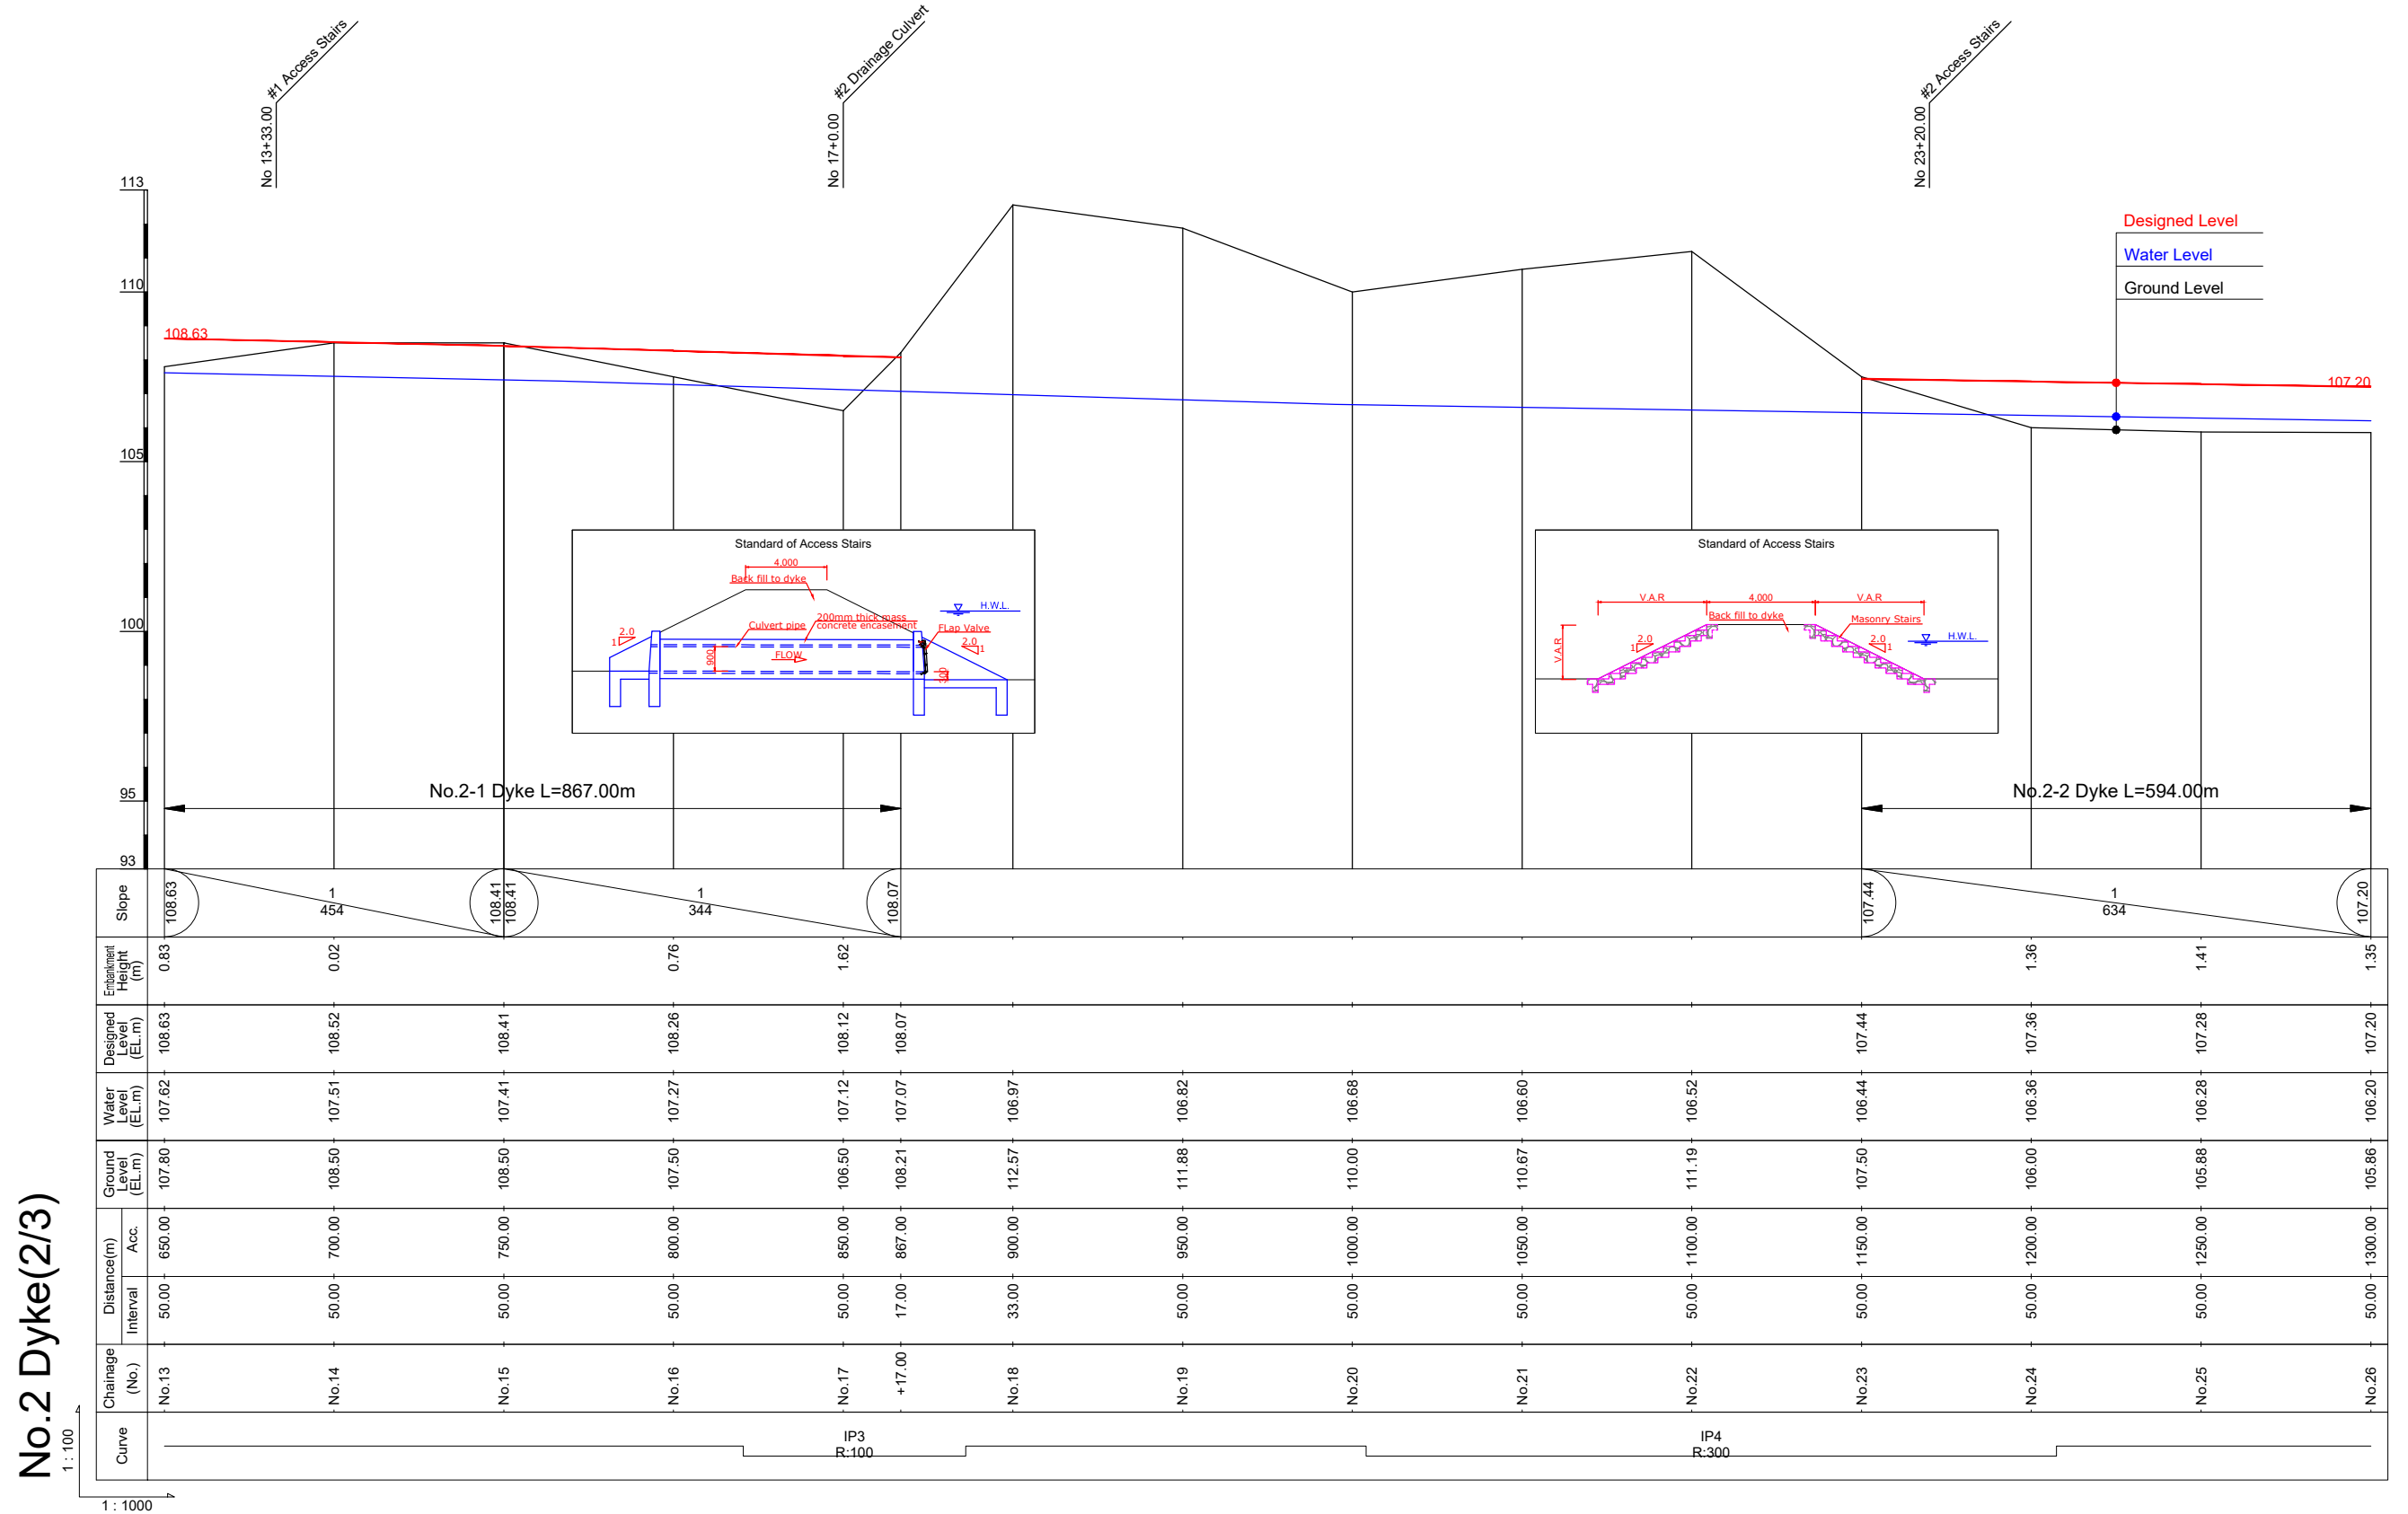 #1 Access Stairs
No 13+33.00
#2 Drainage Culvert
No 17+0.00
#2 Access Stairs
No 23+20.00
Designed Level
Water Level
Ground Level
113
110
105
100
95
93
108.63
107.20
Standard of Access Stairs
4,000
Back fill to dyke
H.W.L.
200mm thick mass
concrete encasement
Culvert pipe
FLap Valve
2.0
1
2.0
1
900
FLOW
300
Standard of Access Stairs
V.A.R
4,000
V.A.R
Back fill to dyke
Masonry Stairs
V.A.R
2.0
1
2.0
1
H.W.L.
No.2-1 Dyke L=867.00m
No.2-2 Dyke L=594.00m
Slope
108.63
1
454
108.41
108.41
1
344
108.07
107.44
1
634
107.20
Embankment
Height
(m)
0.83 0.02 0.76 1.62 1.36 1.41 1.35
Designed
Level
(EL.m)
108.63 108.52 108.41 108.26 108.12 108.07 107.44 107.36 107.28 107.20
Water
Level
(EL.m)
107.62 107.51 107.41 107.27 107.12 107.07 106.97 106.82 106.68 106.60 106.52 106.44 106.36 106.28 106.20
Ground
Level
(EL.m)
107.80 108.50 108.50 107.50 106.50 108.21 112.57 111.88 110.00 110.67 111.19 107.50 106.00 105.88 105.86
Distance(m)
Acc.
650.00 700.00 750.00 800.00 850.00 867.00 900.00 950.00 1000.00 1050.00 1100.00 1150.00 1200.00 1250.00 1300.00
Interval
50.00 50.00 50.00 50.00 50.00 17.00 33.00 50.00 50.00 50.00 50.00 50.00 50.00 50.00 50.00
Chainage
(No.)
No.13 No.14 No.15 No.16 No.17 +17.00 No.18 No.19 No.20 No.21 No.22 No.23 No.24 No.25 No.26
Curve
IP3
R:100
IP4
R:300
No.2 Dyke(2/3)
1 : 100
1 : 1000